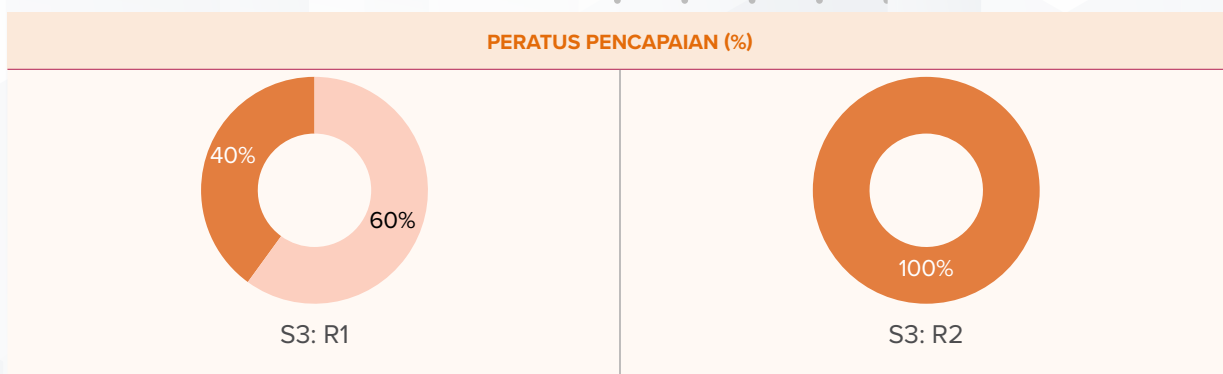 PERATUS PENCAPAIAN (%)
40%
60%
S3: R1
100%
S3: R2